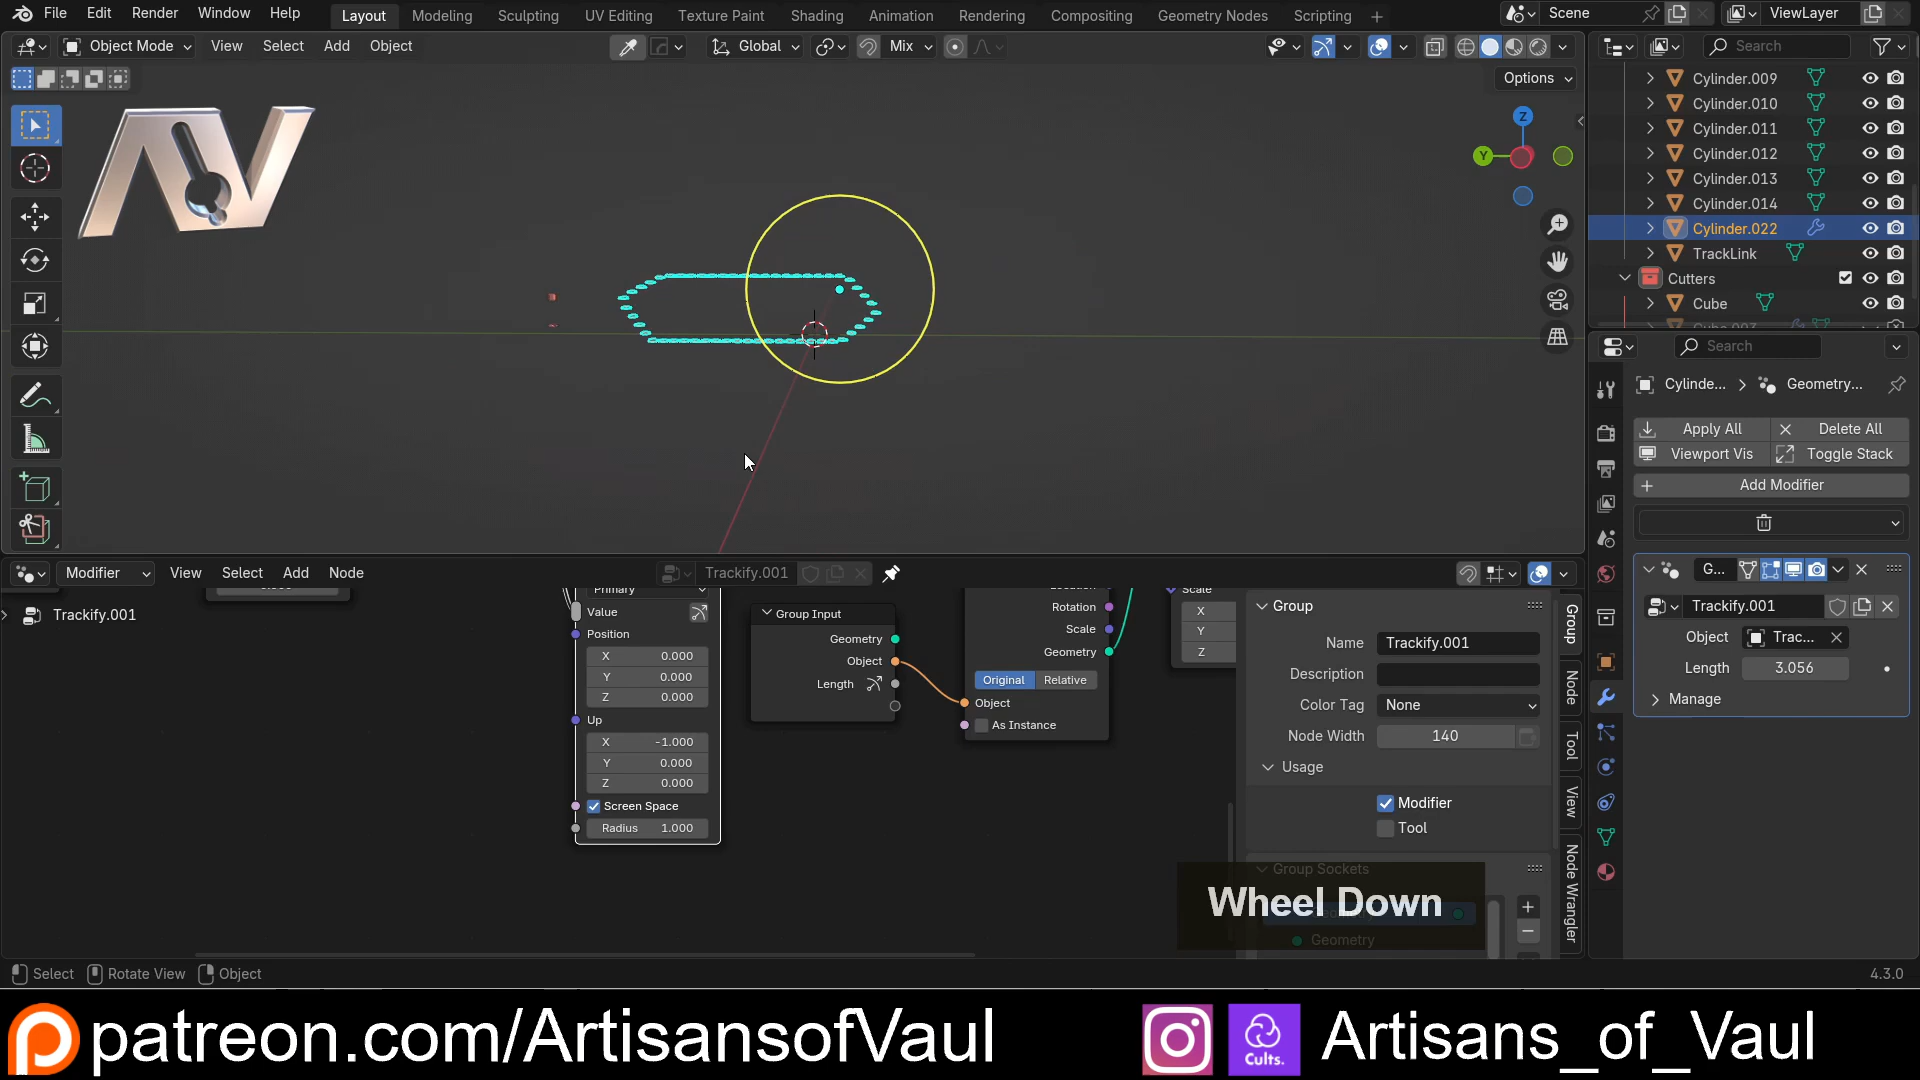 File Edit Render Window Help Layout Modeling Sculpting UV Editing Texture Paint Shading Animation Rendering Compositing Geometry Nodes Scripting + Scene ViewLayer
Object Mode View Select Add Object Global Mix Search
Options
AV
Z
Y
Cylinder.009
Cylinder.010
Cylinder.011
Cylinder.012
Cylinder.013
Cylinder.014
Cylinder.022
TrackLink
Cutters
Cube
Search
Cylinde... > Geometry...
Apply All Delete All
Viewport Vis Toggle Stack
Add Modifier
G...
Trackify.001
Object Trac...
Length 3.056
Manage
Modifier View Select Add Node Trackify.001
Trackify.001
Primary
Value
Position
X 0.000
Y 0.000
Z 0.000
Up
X -1.000
Y 0.000
Z 0.000
Screen Space
Radius 1.000
Group Input
Geometry
Object
Length
Rotation
Scale
Geometry
Original Relative
Object
As Instance
Scale
X
Y
Z
Group
Name Trackify.001
Description
Color Tag None
Node Width 140
Usage
Modifier
Tool
Group Sockets
Geometry
Group
Node
Tool
View
Node Wrangler
Wheel Down
Select Rotate View Object 4.3.0
patreon.com/ArtisansofVaul Cults. Artisans_of_Vaul